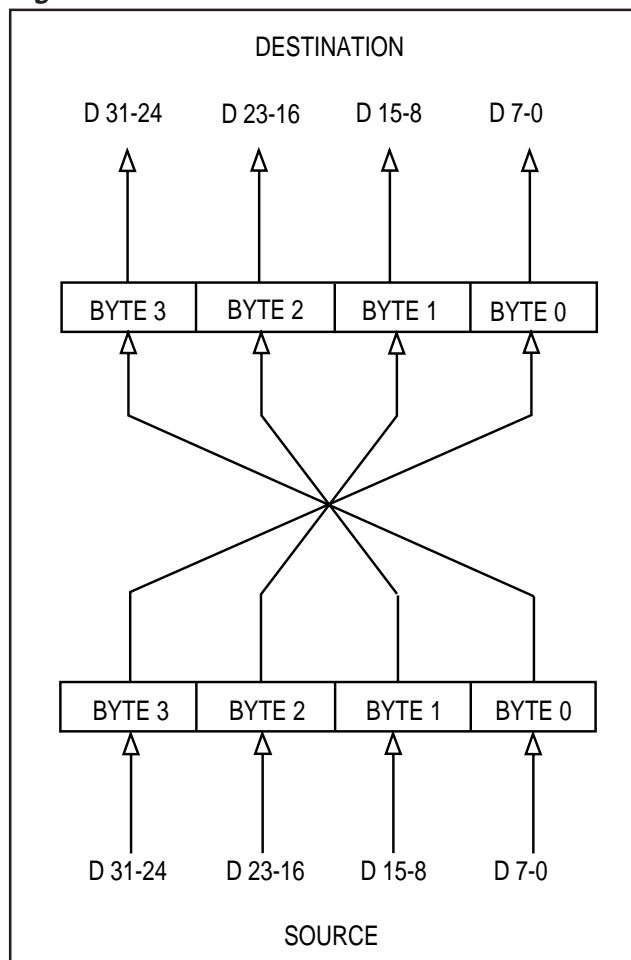 DESTINATION
D 31-24 D 23-16 D 15-8 D 7-0
BYTE 3 BYTE 2 BYTE 1 BYTE 0
BYTE 3 BYTE 2 BYTE 1 BYTE 0
D 31-24 D 23-16 D 15-8 D 7-0
SOURCE